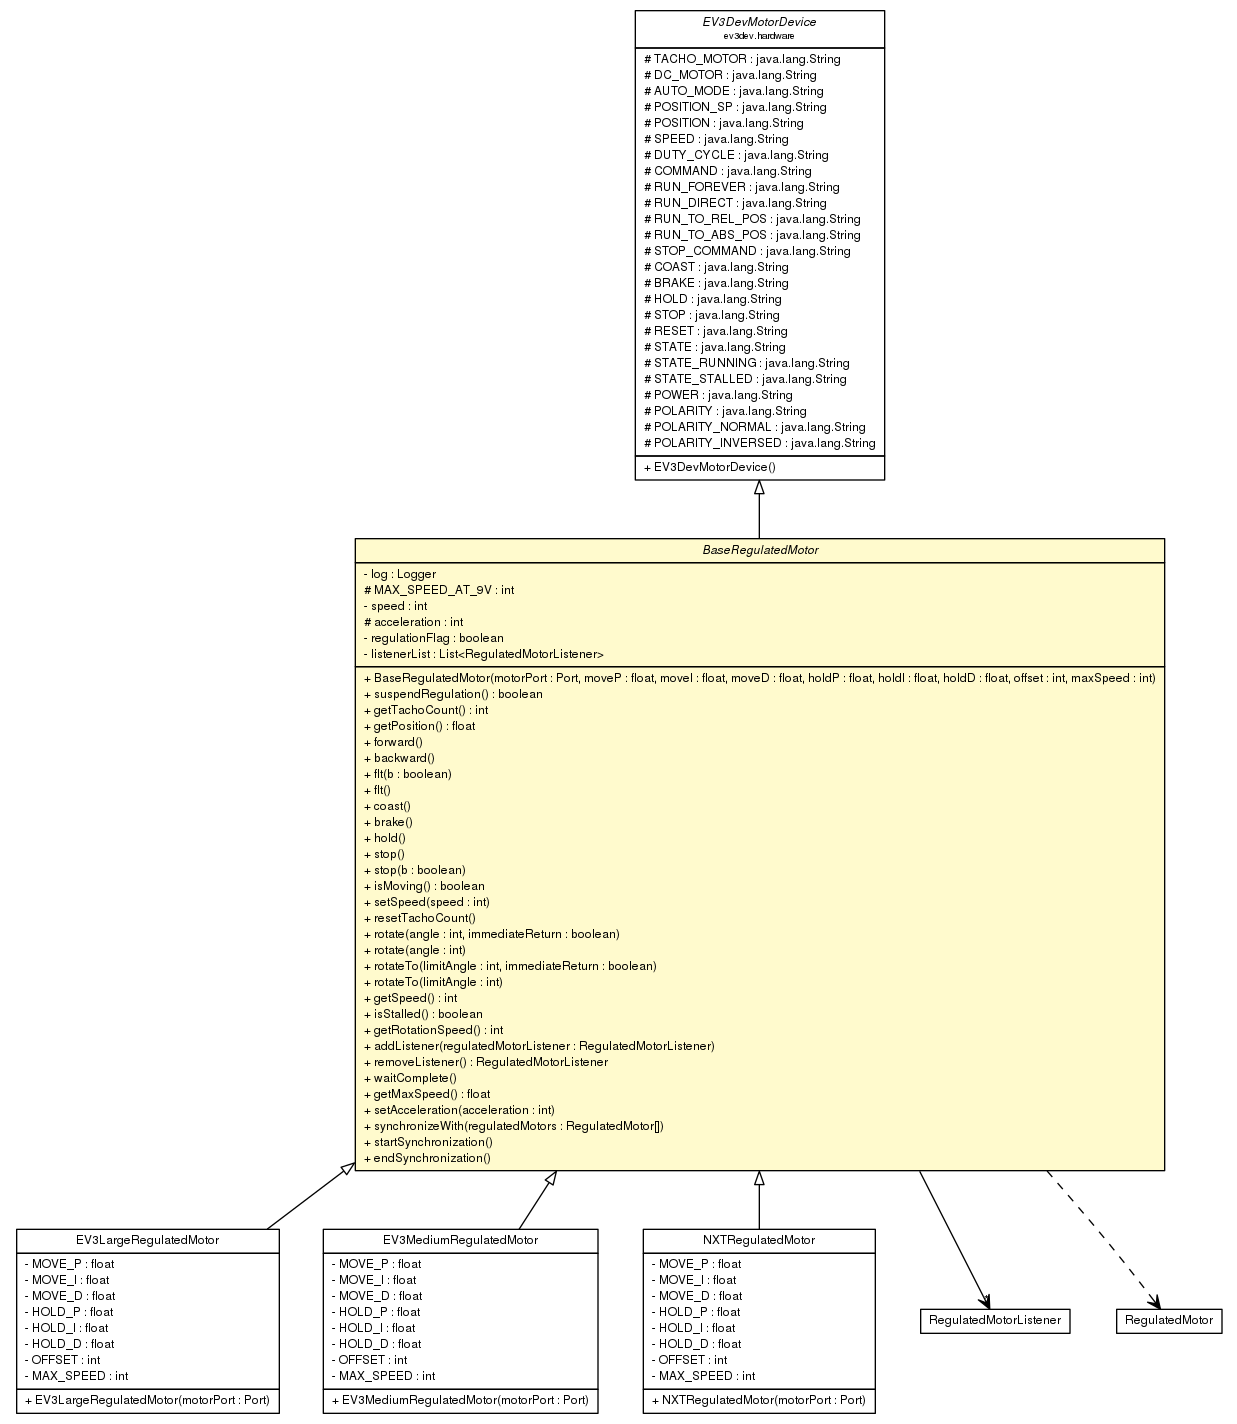 EV3DevMotorDevice
ev3dev.hardware
# TACHO_MOTOR : java.lang.String
# DC_MOTOR : java.lang.String
# AUTO_MODE : java.lang.String
# POSITION_SP : java.lang.String
# POSITION : java.lang.String
# SPEED : java.lang.String
# DUTY_CYCLE : java.lang.String
# COMMAND : java.lang.String
# RUN_FOREVER : java.lang.String
# RUN_DIRECT : java.lang.String
# RUN_TO_REL_POS : java.lang.String
# RUN_TO_ABS_POS : java.lang.String
# STOP_COMMAND : java.lang.String
# COAST : java.lang.String
# BRAKE : java.lang.String
# HOLD : java.lang.String
# STOP : java.lang.String
# RESET : java.lang.String
# STATE : java.lang.String
# STATE_RUNNING : java.lang.String
# STATE_STALLED : java.lang.String
# POWER : java.lang.String
# POLARITY : java.lang.String
# POLARITY_NORMAL : java.lang.String
# POLARITY_INVERSED : java.lang.String
+ EV3DevMotorDevice()
BaseRegulatedMotor
- log : Logger
# MAX_SPEED_AT_9V : int
- speed : int
# acceleration : int
- regulationFlag : boolean
- listenerList : List<RegulatedMotorListener>
+ BaseRegulatedMotor(motorPort : Port, moveP : float, moveI : float, moveD : float, holdP : float, holdI : float, holdD : float, offset : int, maxSpeed : int)
+ suspendRegulation() : boolean
+ getTachoCount() : int
+ getPosition() : float
+ forward()
+ backward()
+ flt(b : boolean)
+ flt()
+ coast()
+ brake()
+ hold()
+ stop()
+ stop(b : boolean)
+ isMoving() : boolean
+ setSpeed(speed : int)
+ resetTachoCount()
+ rotate(angle : int, immediateReturn : boolean)
+ rotate(angle : int)
+ rotateTo(limitAngle : int, immediateReturn : boolean)
+ rotateTo(limitAngle : int)
+ getSpeed() : int
+ isStalled() : boolean
+ getRotationSpeed() : int
+ addListener(regulatedMotorListener : RegulatedMotorListener)
+ removeListener() : RegulatedMotorListener
+ waitComplete()
+ getMaxSpeed() : float
+ setAcceleration(acceleration : int)
+ synchronizeWith(regulatedMotors : RegulatedMotor[])
+ startSynchronization()
+ endSynchronization()
EV3LargeRegulatedMotor
- MOVE_P : float
- MOVE_I : float
- MOVE_D : float
- HOLD_P : float
- HOLD_I : float
- HOLD_D : float
- OFFSET : int
- MAX_SPEED : int
+ EV3LargeRegulatedMotor(motorPort : Port)
EV3MediumRegulatedMotor
- MOVE_P : float
- MOVE_I : float
- MOVE_D : float
- HOLD_P : float
- HOLD_I : float
- HOLD_D : float
- OFFSET : int
- MAX_SPEED : int
+ EV3MediumRegulatedMotor(motorPort : Port)
NXTRegulatedMotor
- MOVE_P : float
- MOVE_I : float
- MOVE_D : float
- HOLD_P : float
- HOLD_I : float
- HOLD_D : float
- OFFSET : int
- MAX_SPEED : int
+ NXTRegulatedMotor(motorPort : Port)
RegulatedMotorListener
RegulatedMotor